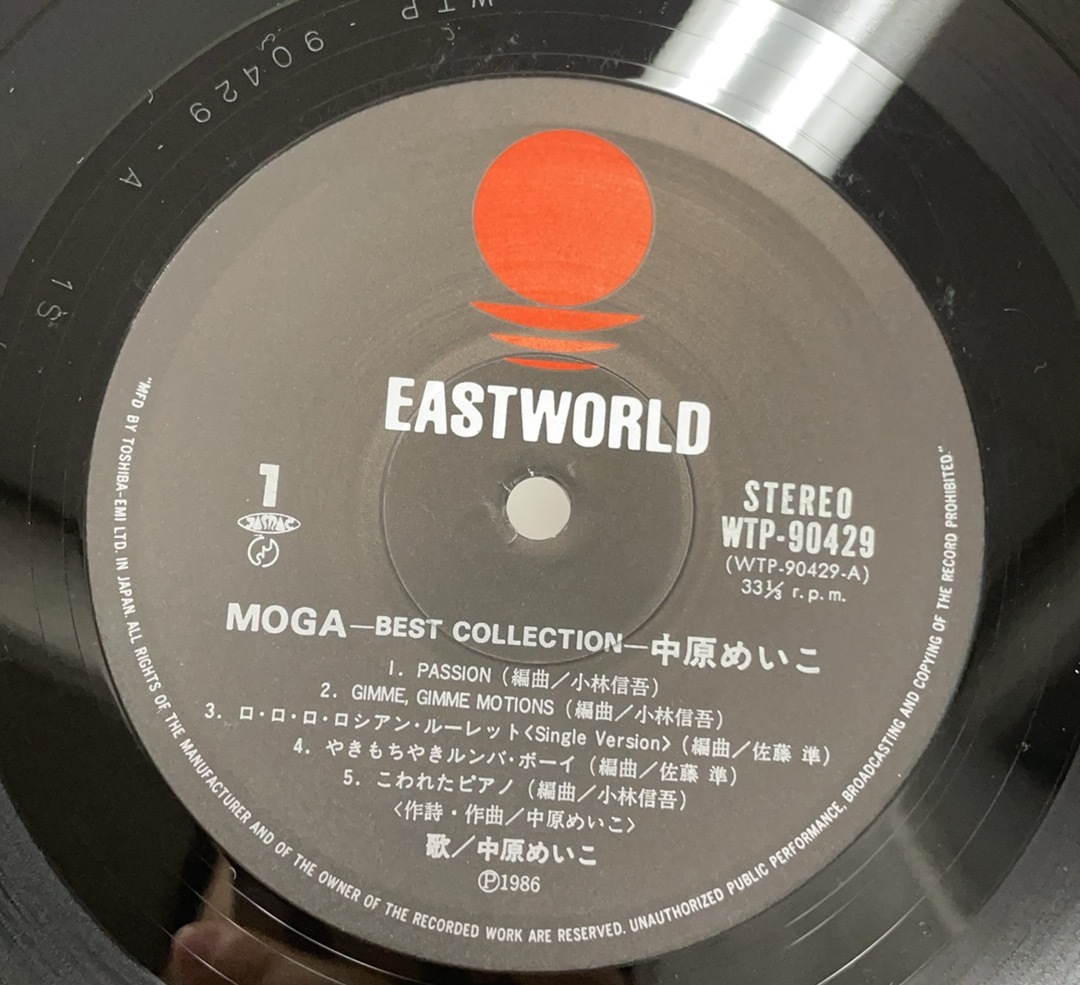 WTP-90429-A 1S
EASTWORLD
1
JASRAC
STEREO
WTP-90429
(WTP-90429-A)
33⅓ r.p.m.
MOGA—BEST COLLECTION—中原めいこ
1. PASSION (編曲/小林信吾)
2. GIMME, GIMME MOTIONS (編曲/小林信吾)
3. ロ・ロ・ロ・ロシアン・ルーレット<Single Version> (編曲/佐藤 準)
4. やきもちやきルンバ・ボーイ (編曲/佐藤 準)
5. こわれたピアノ (編曲/小林信吾)
<作詩・作曲/中原めいこ>
歌/中原めいこ
Ⓟ1986
"MFD BY TOSHIBA-EMI LTD. IN JAPAN. ALL RIGHTS OF THE MANUFACTURER AND OF THE OWNER OF THE RECORDED WORK ARE RESERVED. UNAUTHORIZED PUBLIC PERFORMANCE, BROADCASTING AND COPYING OF THE RECORD PROHIBITED."